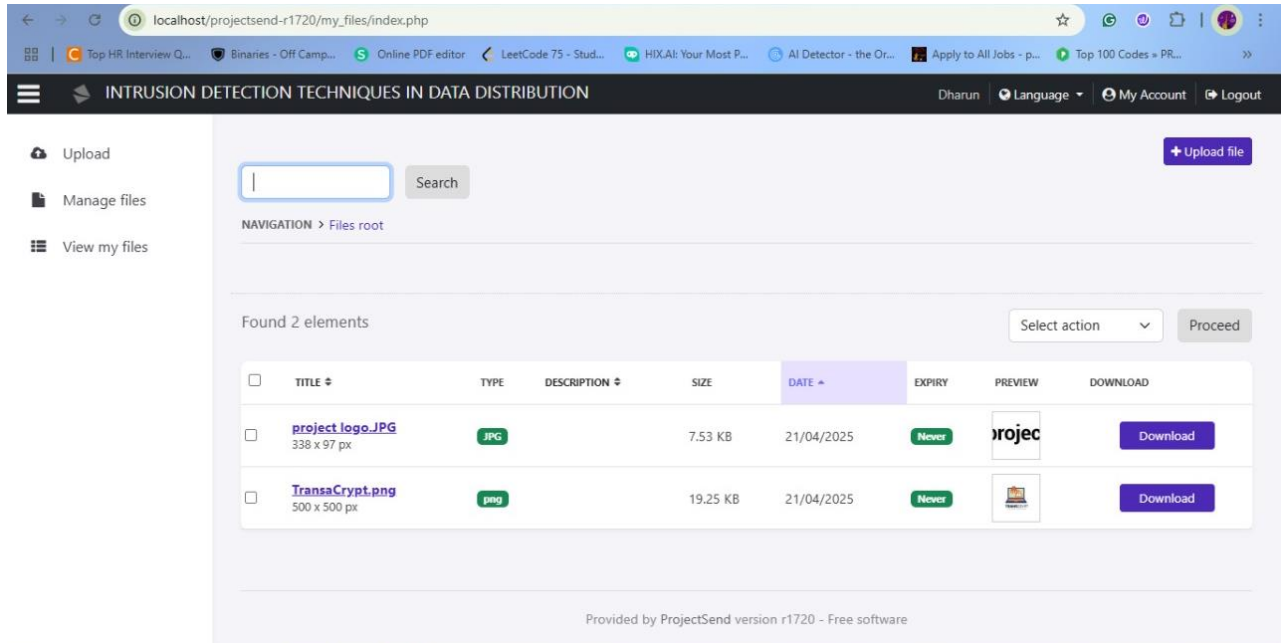 localhost/projectsend-r1720/my_files/index.php
Top HR Interview Q... Binaries - Off Camp... Online PDF editor LeetCode 75 - Stud... HIX.AI: Your Most P... AI Detector - the Or... Apply to All Jobs - p... Top 100 Codes » PR... »
INTRUSION DETECTION TECHNIQUES IN DATA DISTRIBUTION Dharun Language My Account Logout
Upload
+ Upload file
Search
Manage files
NAVIGATION > Files root
View my files
Found 2 elements Select action Proceed
TITLE TYPE DESCRIPTION SIZE DATE EXPIRY PREVIEW DOWNLOAD
project logo.JPG
338 x 97 px
JPG 7.53 KB 21/04/2025 Never projec Download
TransaCrypt.png
500 x 500 px
png 19.25 KB 21/04/2025 Never Download
Provided by ProjectSend version r1720 - Free software